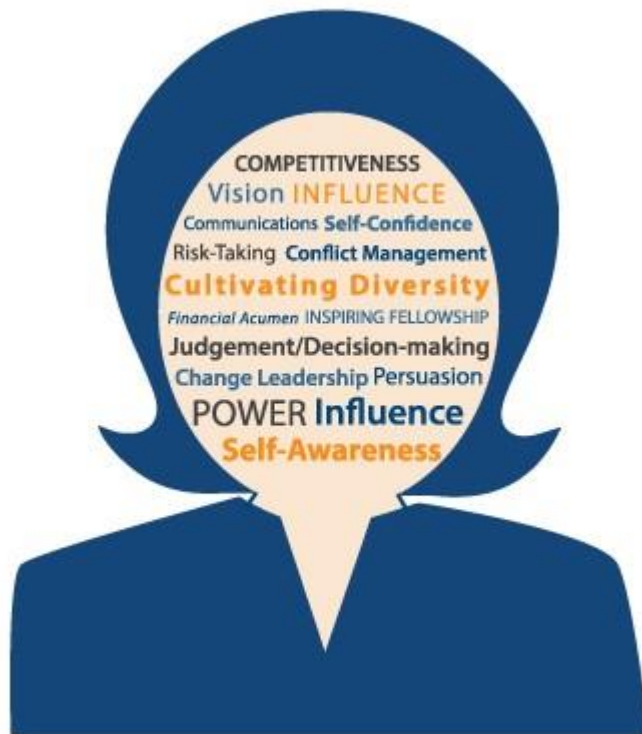 COMPETITIVENESS
Vision INFLUENCE
Communications Self-Confidence
Risk-Taking Conflict Management
Cultivating Diversity
Financial Acumen INSPIRING FELLOWSHIP
Judgement/Decision-making
Change Leadership Persuasion
POWER Influence
Self-Awareness